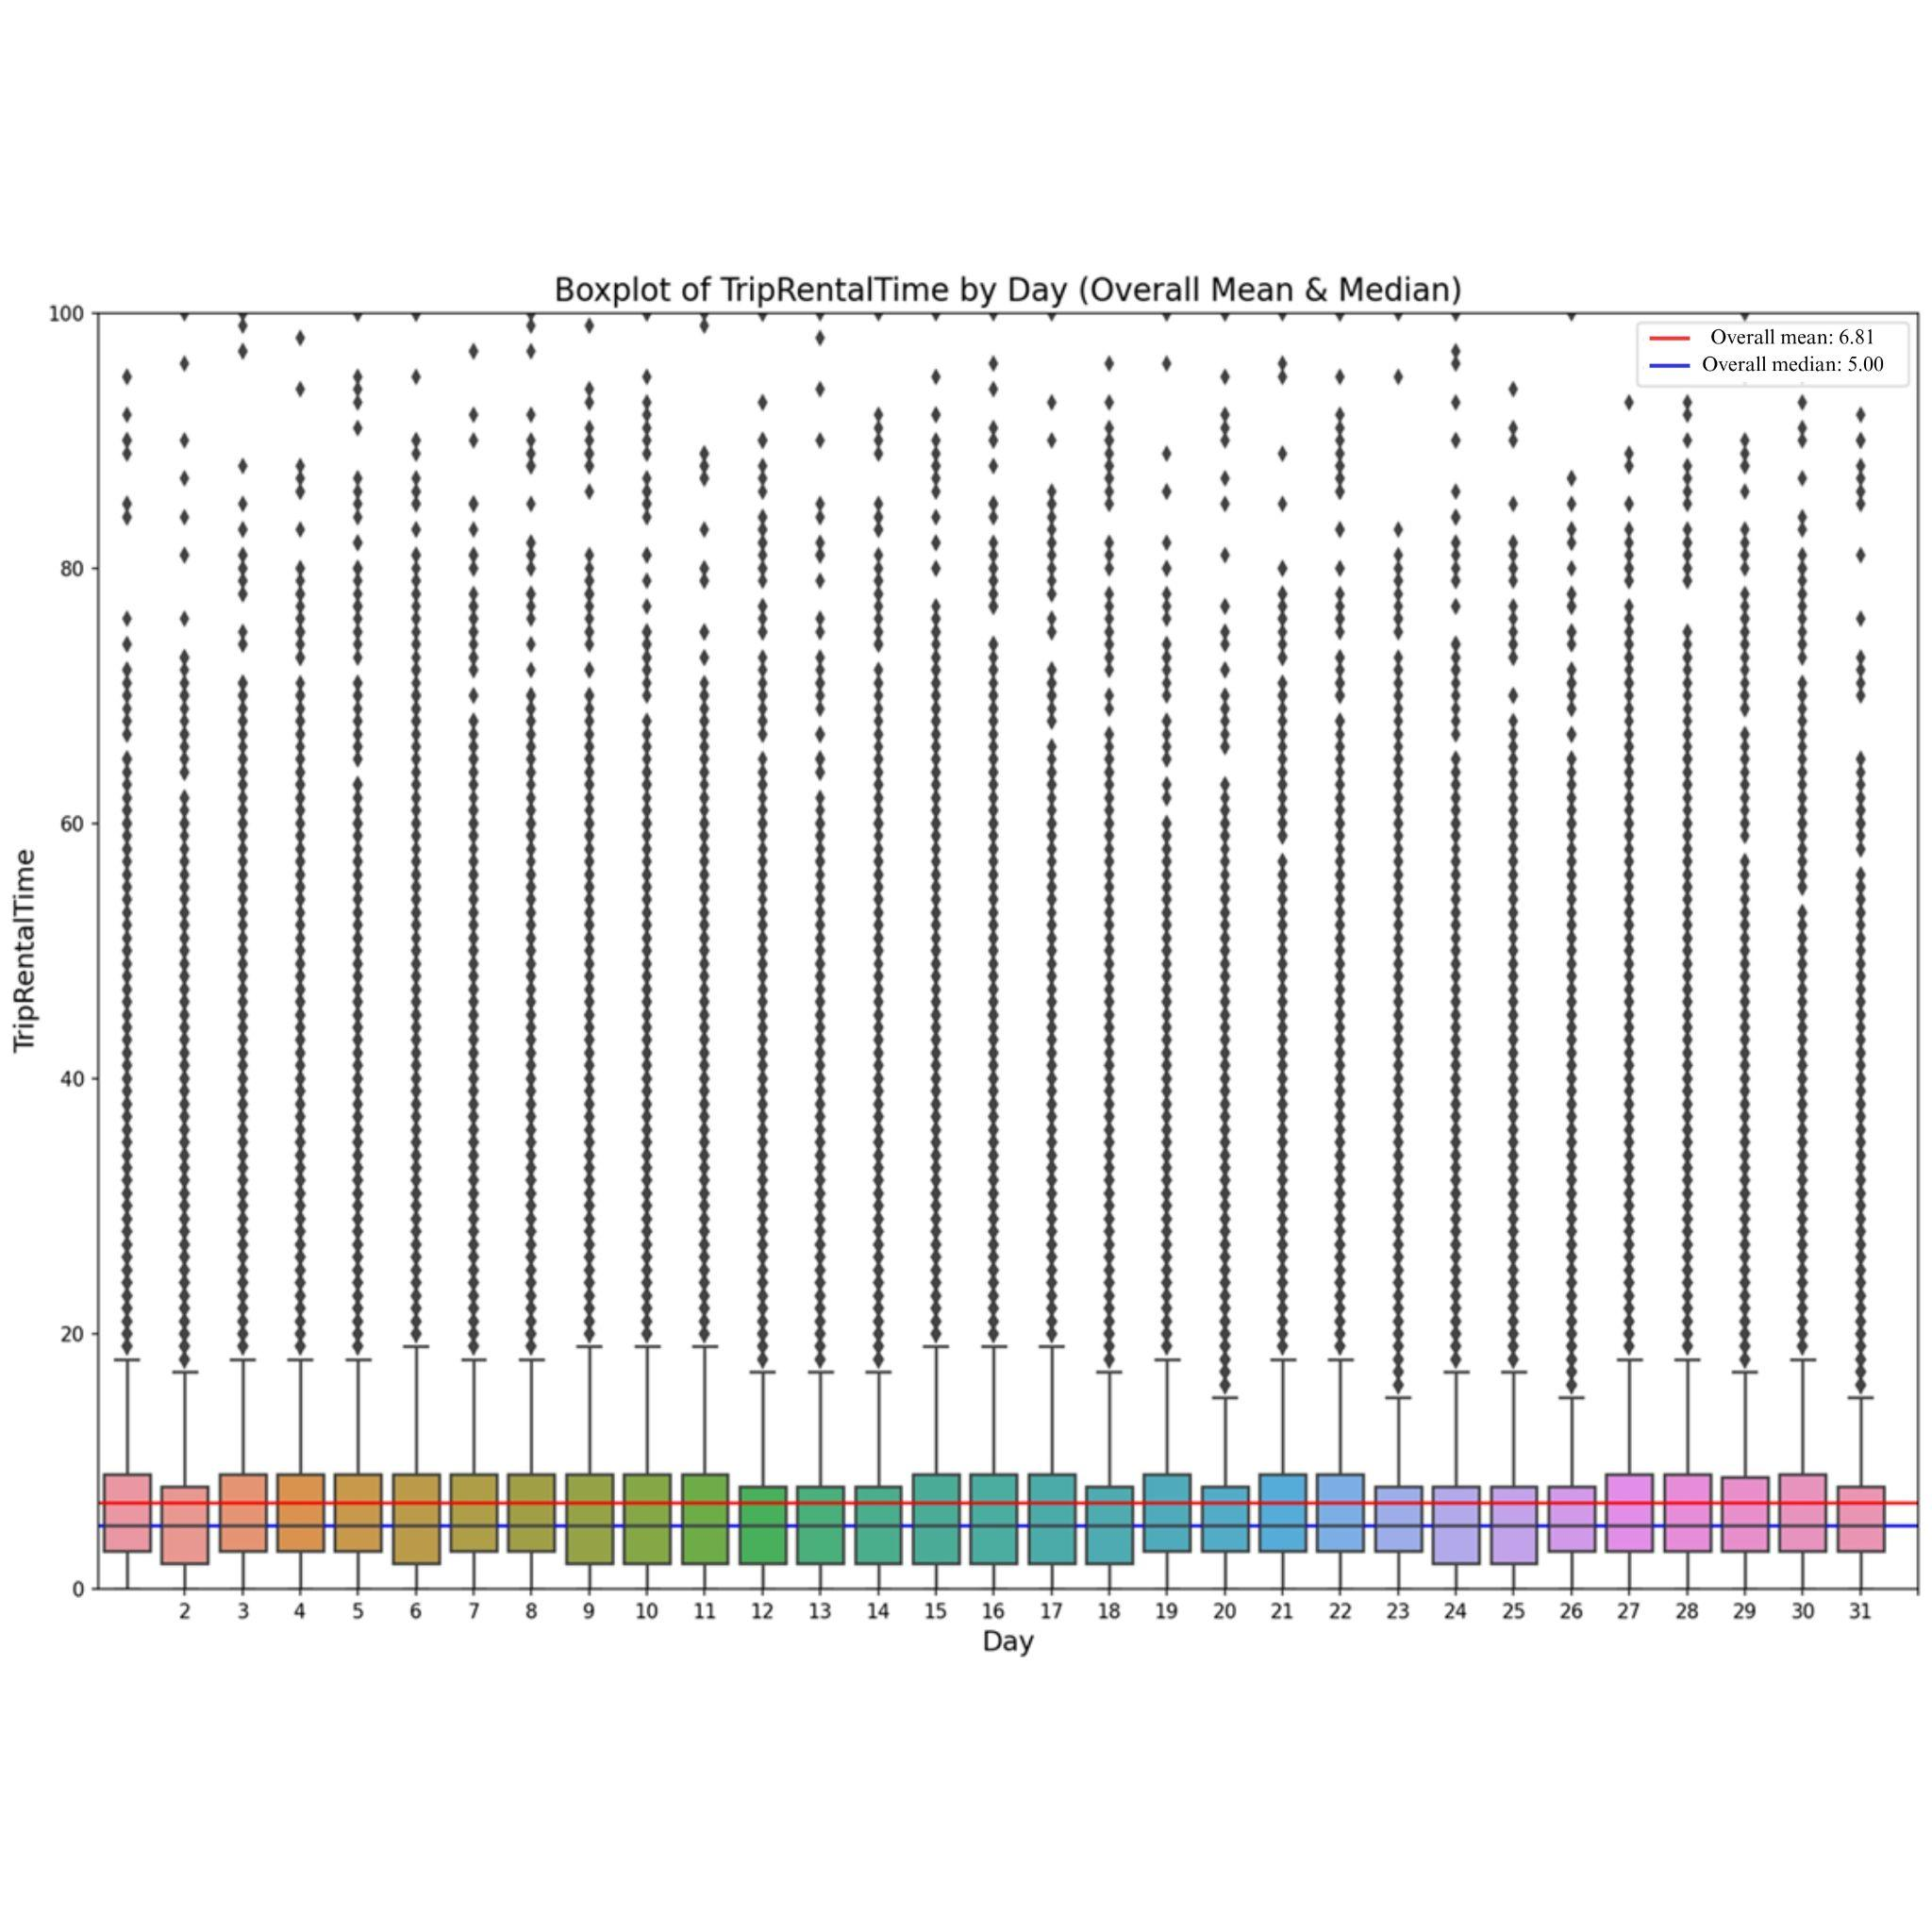 Boxplot of TripRentalTime by Day (Overall Mean & Median)
100
Overall mean: 6.81
Overall median: 5.00
80
60
TripRentalTime
40
20
0
2 3 4 5 6 7 8 9 10 11 12 13 14 15 16 17 18 19 20 21 22 23 24 25 26 27 28 29 30 31
Day